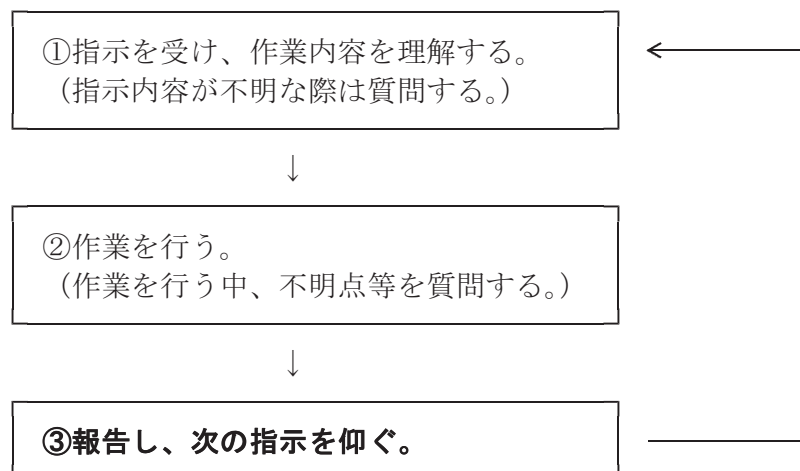 ①指示を受け、作業内容を理解する。
（指示内容が不明な際は質問する。）
↓
②作業を行う。
（作業を行う中、不明点等を質問する。）
↓
③報告し、次の指示を仰ぐ。